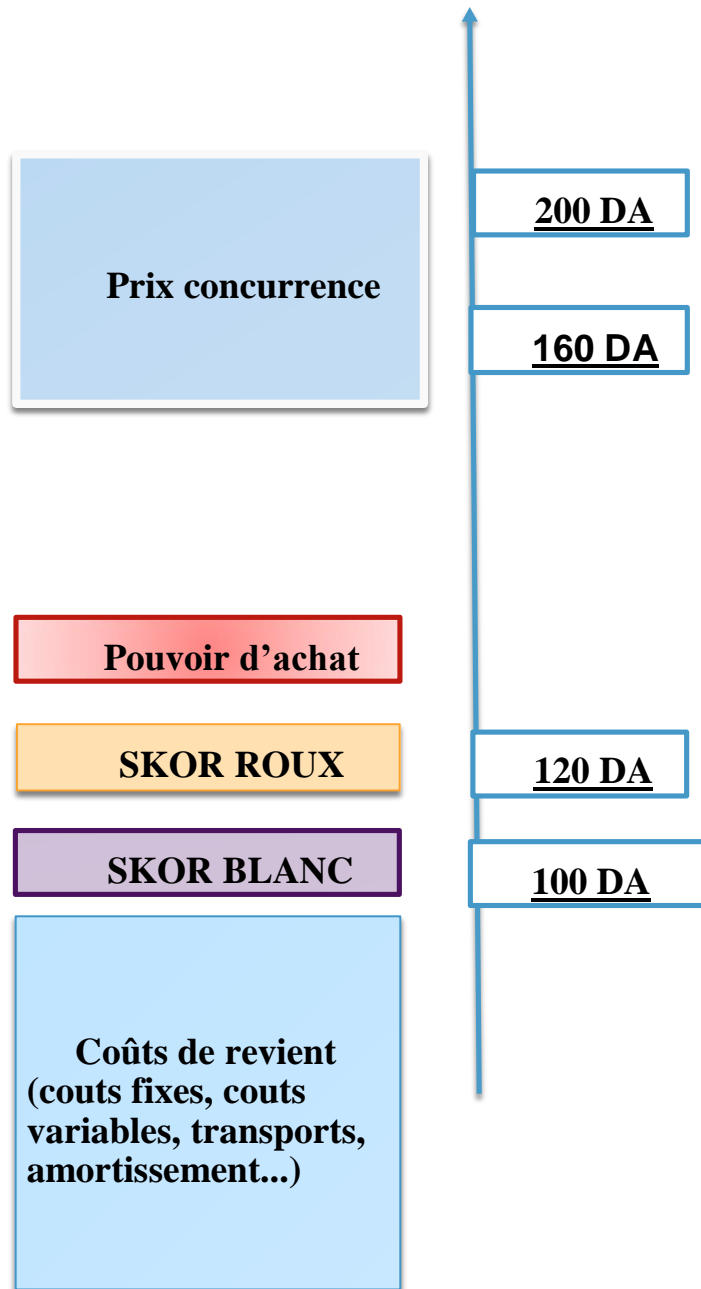 200 DA
Prix concurrence
160 DA
Pouvoir d’achat
SKOR ROUX
120 DA
SKOR BLANC
100 DA
Coûts de revient
(couts fixes, couts
variables, transports,
amortissement...)